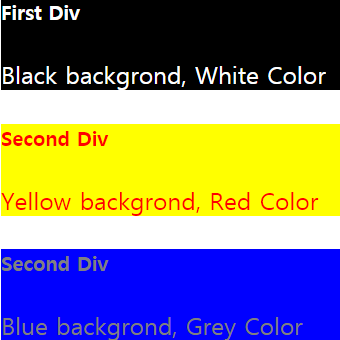 First Div
Black backgrond, White Color
Second Div
Yellow backgrond, Red Color
Second Div
Blue backgrond, Grey Color